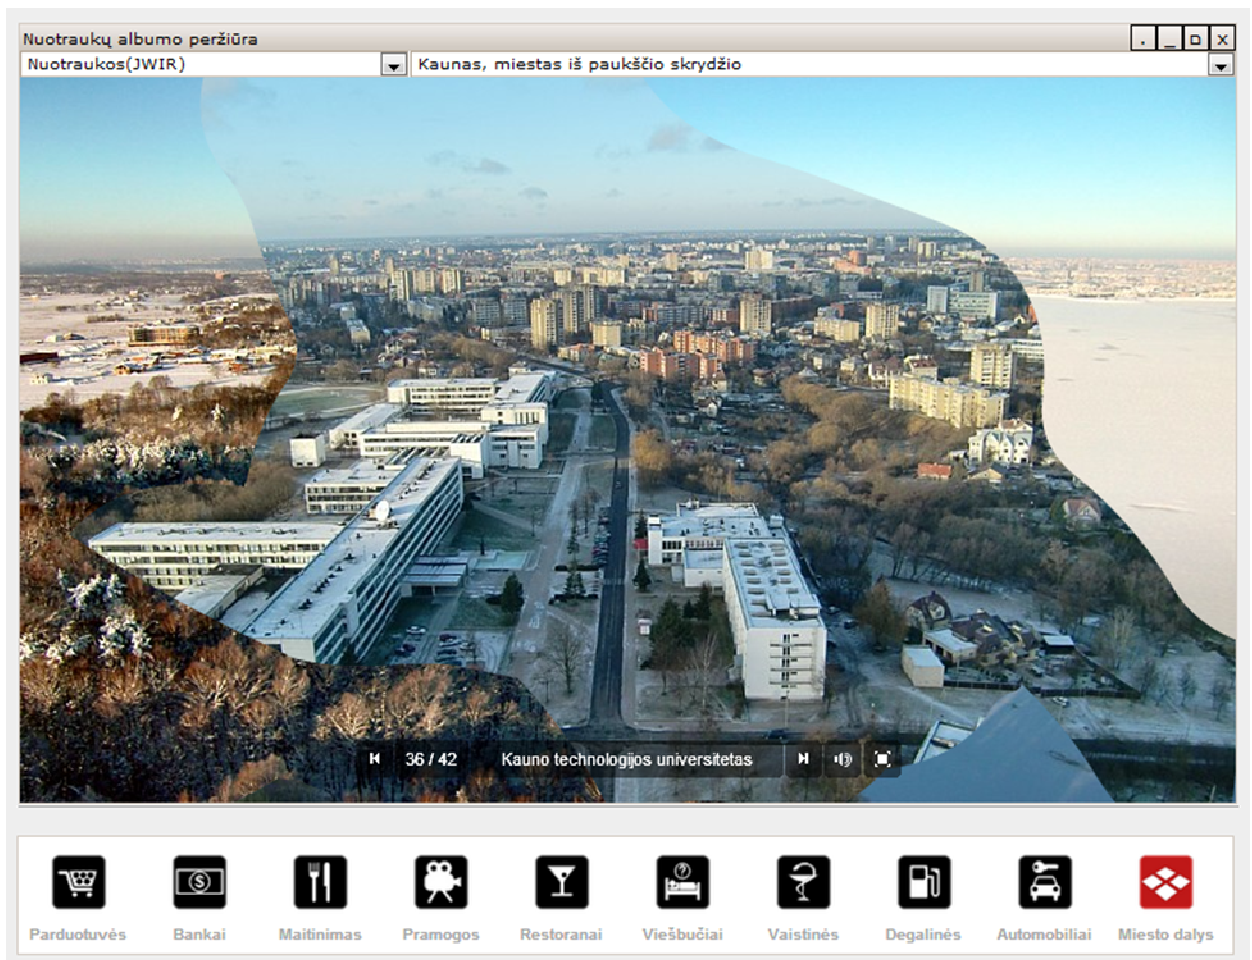 Nuotraukų albumo peržiūra
Nuotraukos(JWIR)
Kaunas, miestas iš paukščio skrydžio
36 / 42 Kauno technologijos universitetas
Parduotuvės Bankai Maitinimas Pramogos Restoranai Viešbučiai Vaistinės Degalinės Automobiliai Miesto dalys